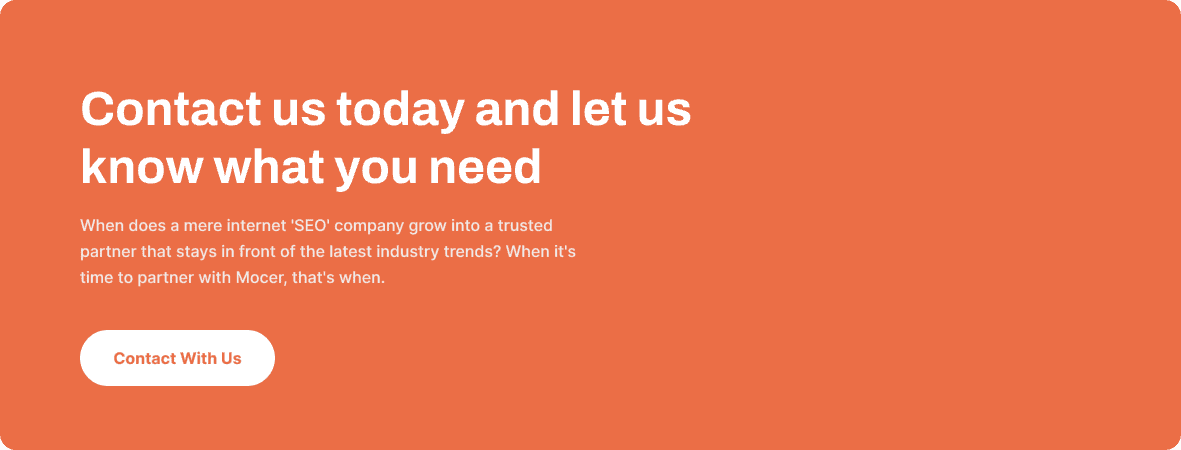 Contact us today and let us
know what you need
When does a mere internet 'SEO' company grow into a trusted
partner that stays in front of the latest industry trends? When it's
time to partner with Mocer, that's when.
Contact With Us